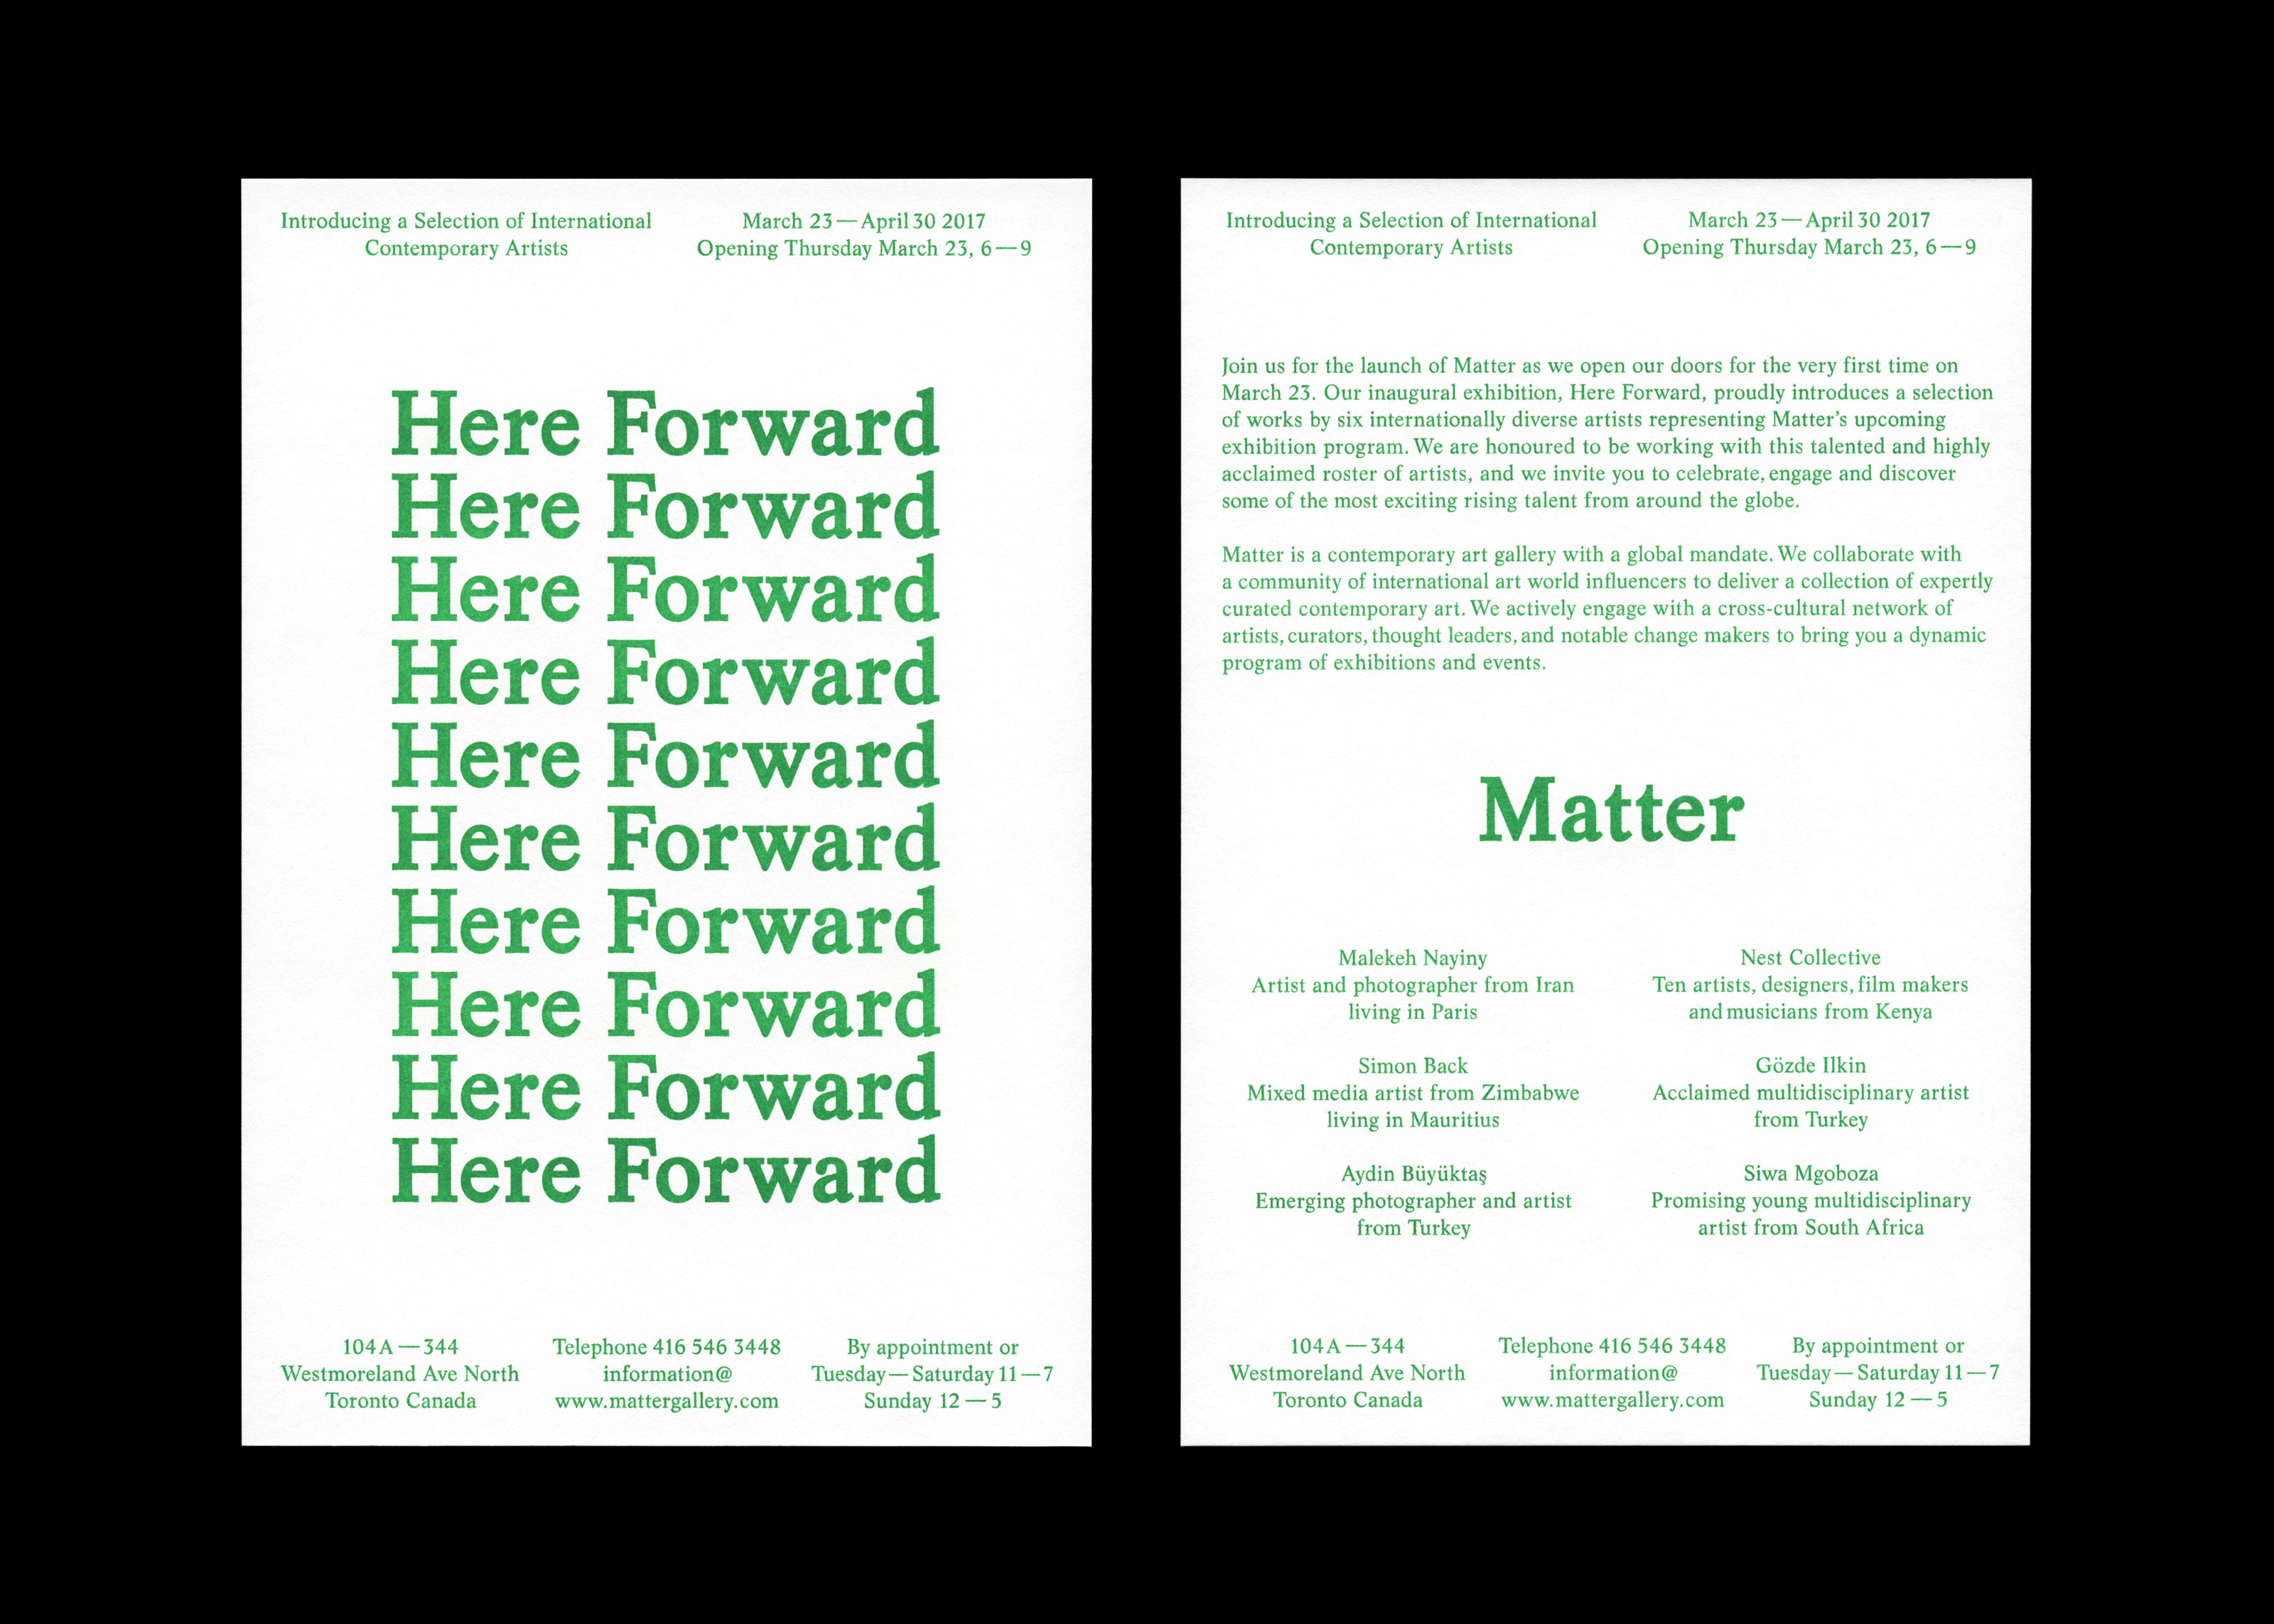 Introducing a Selection of International
Contemporary Artists
March 23 — April 30 2017
Opening Thursday March 23, 6 — 9
Here Forward
Here Forward
Here Forward
Here Forward
Here Forward
Here Forward
Here Forward
Here Forward
Here Forward
Here Forward
104A — 344
Westmoreland Ave North
Toronto Canada
Telephone 416 546 3448
information@
www.mattergallery.com
By appointment or
Tuesday — Saturday 11 — 7
Sunday 12 — 5
Introducing a Selection of International
Contemporary Artists
March 23 — April 30 2017
Opening Thursday March 23, 6 — 9
Join us for the launch of Matter as we open our doors for the very first time on
March 23. Our inaugural exhibition, Here Forward, proudly introduces a selection
of works by six internationally diverse artists representing Matter’s upcoming
exhibition program. We are honoured to be working with this talented and highly
acclaimed roster of artists, and we invite you to celebrate, engage and discover
some of the most exciting rising talent from around the globe.
Matter is a contemporary art gallery with a global mandate. We collaborate with
a community of international art world influencers to deliver a collection of expertly
curated contemporary art. We actively engage with a cross-cultural network of
artists, curators, thought leaders, and notable change makers to bring you a dynamic
program of exhibitions and events.
Matter
Malekeh Nayiny
Artist and photographer from Iran
living in Paris
Simon Back
Mixed media artist from Zimbabwe
living in Mauritius
Aydin Büyüktaş
Emerging photographer and artist
from Turkey
Nest Collective
Ten artists, designers, film makers
and musicians from Kenya
Gözde Ilkin
Acclaimed multidisciplinary artist
from Turkey
Siwa Mgoboza
Promising young multidisciplinary
artist from South Africa
104A — 344
Westmoreland Ave North
Toronto Canada
Telephone 416 546 3448
information@
www.mattergallery.com
By appointment or
Tuesday — Saturday 11 — 7
Sunday 12 — 5